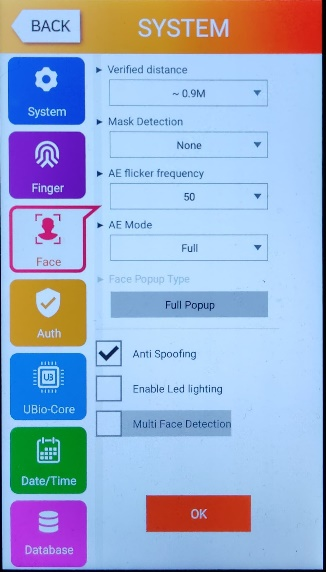 BACK
SYSTEM
System
Finger
Face
Auth
UB
UBio-Core
Date/Time
Database
Verified distance
~ 0.9M
Mask Detection
None
AE flicker frequency
50
AE Mode
Full
Face Popup Type
Full Popup
Anti Spoofing
Enable Led lighting
Multi Face Detection
OK